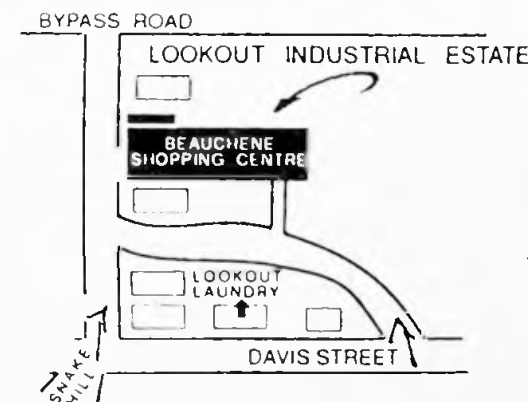 BYPASS ROAD
LOOKOUT INDUSTRIAL ESTATE
BEAUCHENE
SHOPPING CENTRE
LOOKOUT
LAUNDRY
DAVIS STREET
SNAKE
HILL